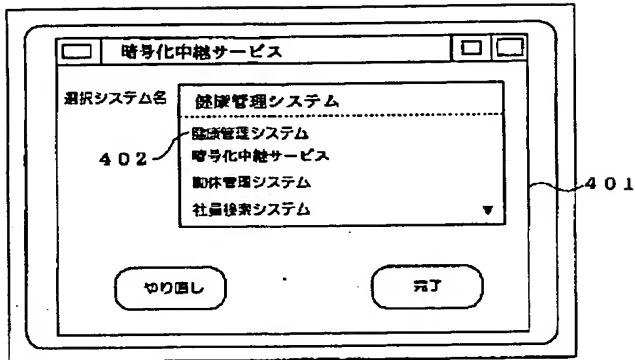 暗号化中継サービス
選択システム名
健康管理システム
健康管理システム
402
暗号化中継サービス
勤休管理システム
401
社員検索システム ▼
やり直し 完了